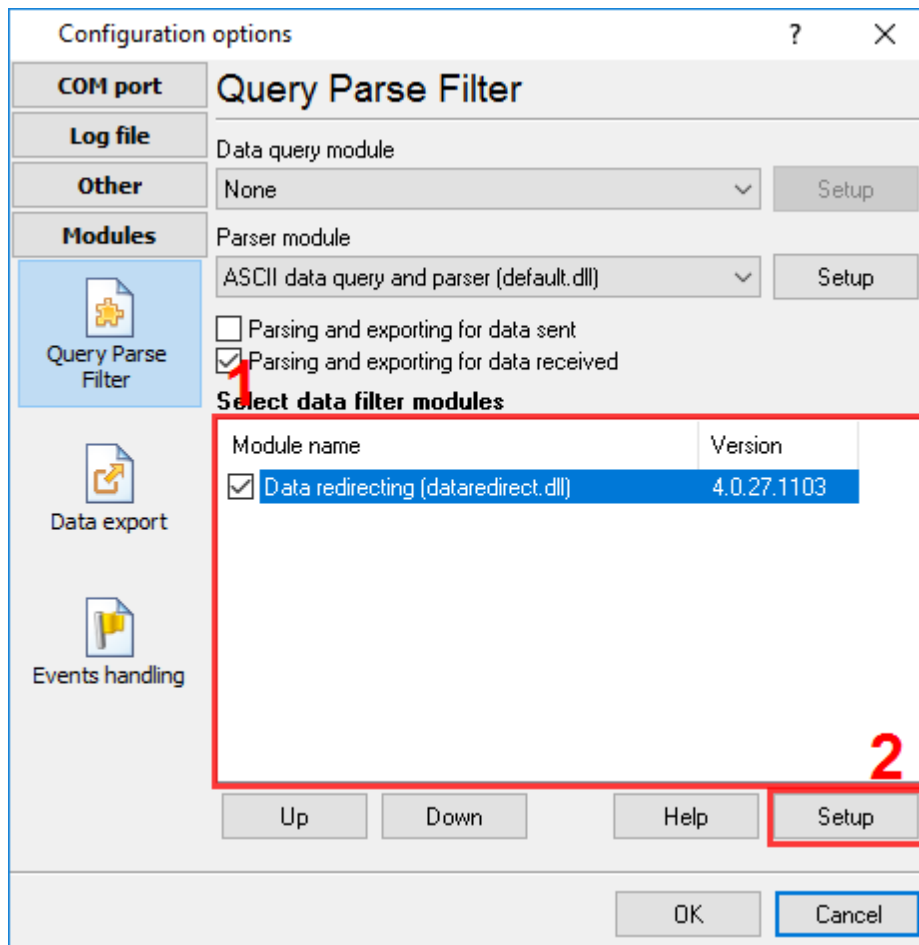 Configuration options
?
COM port
Log file
Other
Modules
Query Parse
Filter
Data export
Events handling
Query Parse Filter
Data query module
None
Setup
Parser module
ASCII data query and parser (default.dll)
Setup
Parsing and exporting for data sent
Parsing and exporting for data received
1
Select data filter modules
Module name Version
Data redirecting (dataredirect.dll) 4.0.27.1103
2
Up Down Help Setup
OK Cancel